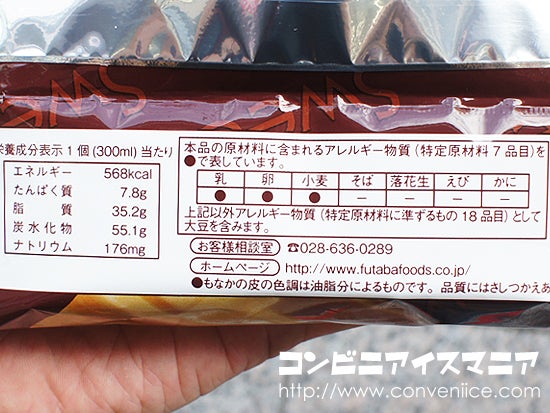 栄養成分表示 1個 (300ml) 当たり
エネルギー 568kcal
たんぱく質 7.8g
脂質 35.2g
炭水化物 55.1g
ナトリウム 176mg
本品の原材料に含まれるアレルギー物質 (特定原材料7品目)を
●で表しています。
乳 卵 小麦 そば 落花生 えび かに
● ● ● － － － －
上記以外アレルギー物質 (特定原材料に準ずるもの 18品目) として
大豆を含みます。
お客様相談室 ☎028-636-0289
ホームページ http://www.futabafoods.co.jp/
●もなかの皮の色調は油脂分によるものです。品質にはさしつかえあ
コンビニアイスマニア
http://www.conveniice.com/